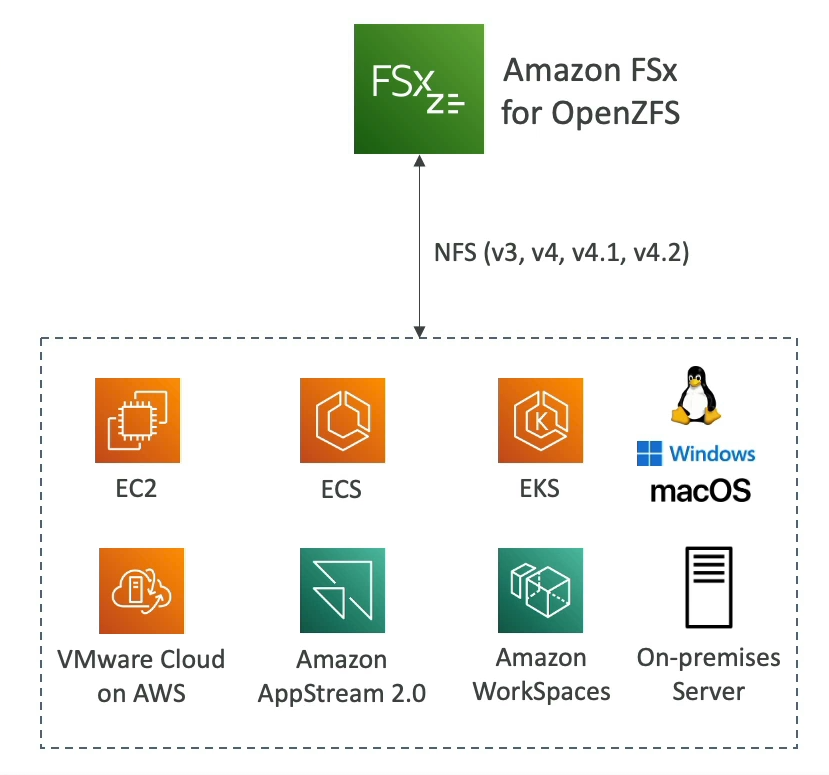 FSx
Z
Amazon FSx
for OpenZFS
NFS (v3, v4, v4.1, v4.2)
EC2
ECS
K
EKS
Windows
macOS
VMware Cloud
on AWS
Amazon
AppStream 2.0
Amazon
WorkSpaces
On-premises
Server